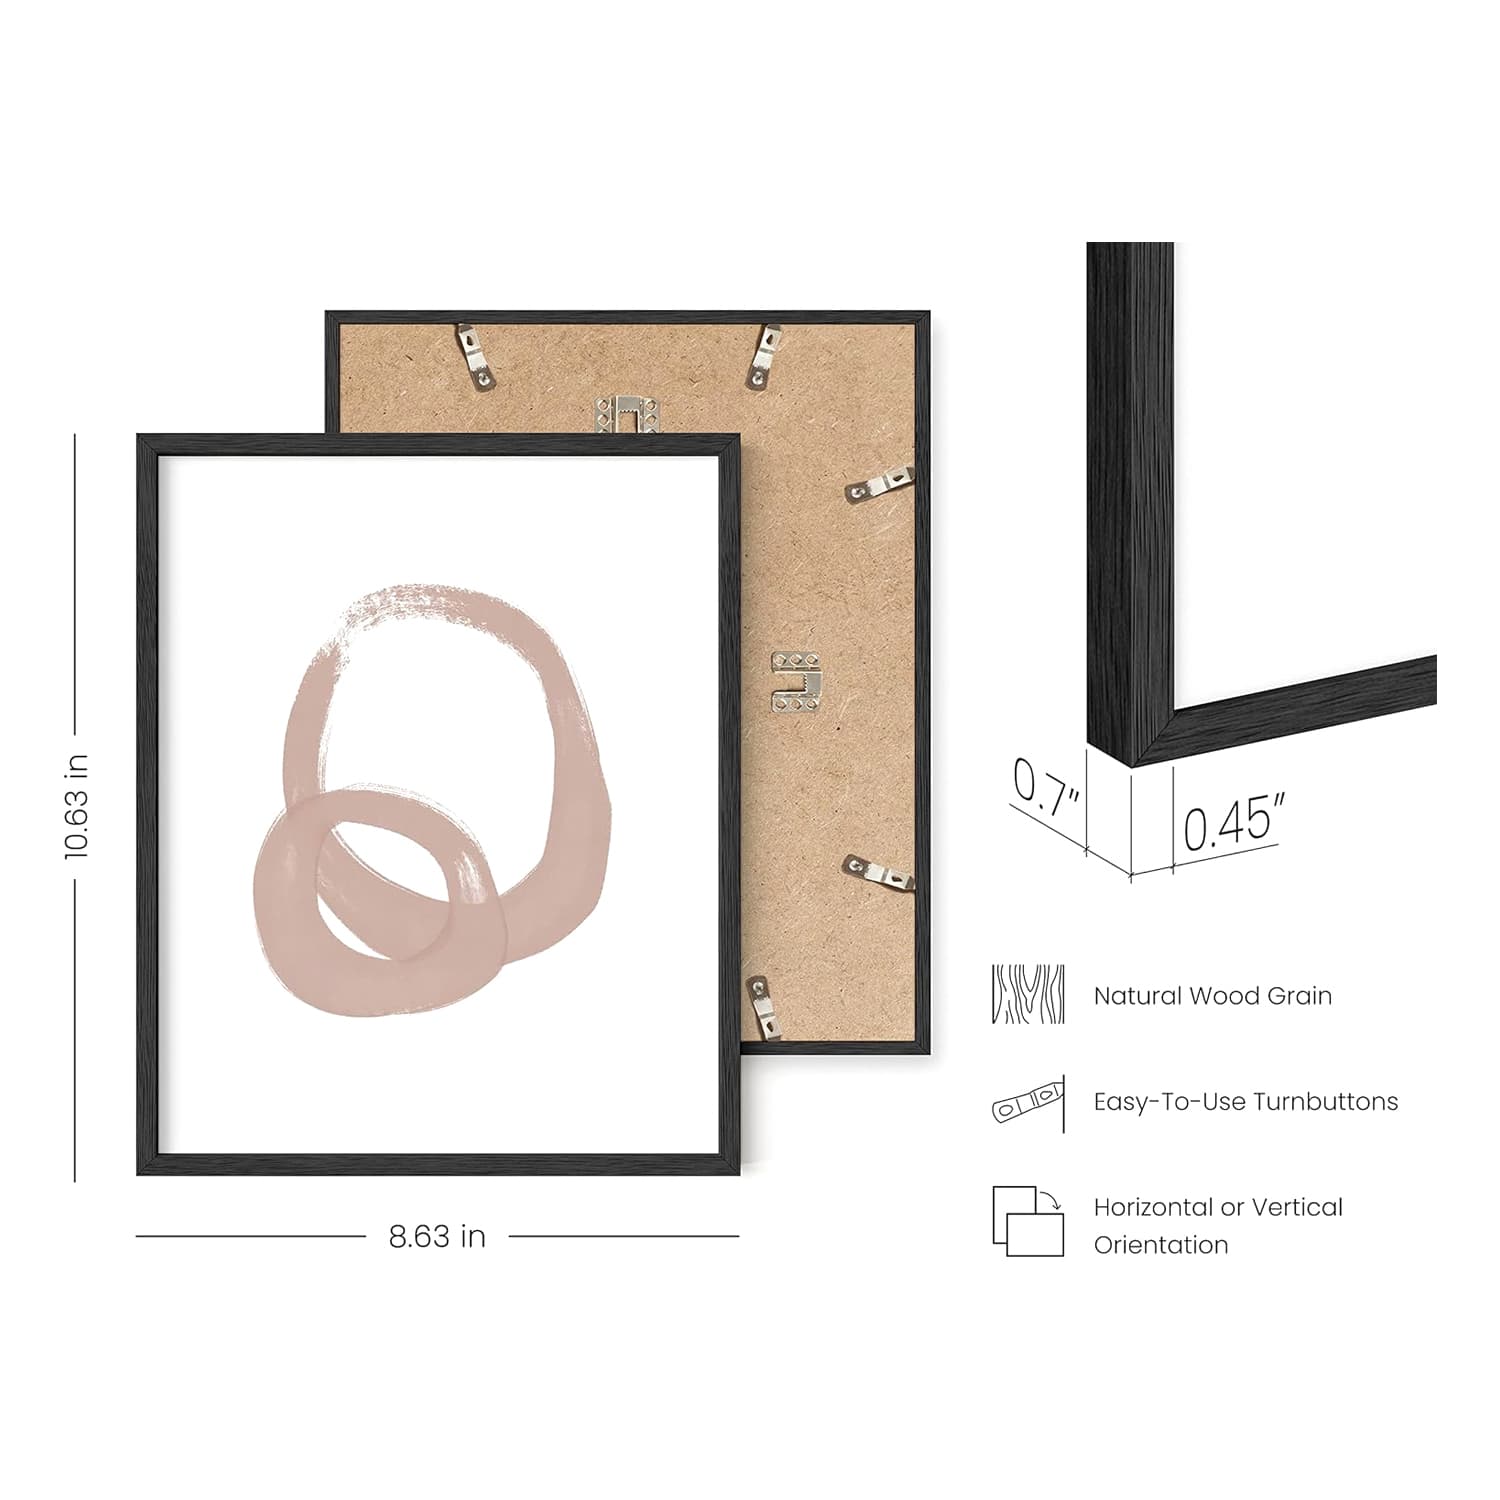 10.63 in
8.63 in
0.7"
0.45"
Natural Wood Grain
Easy-To-Use Turnbuttons
Horizontal or Vertical
Orientation